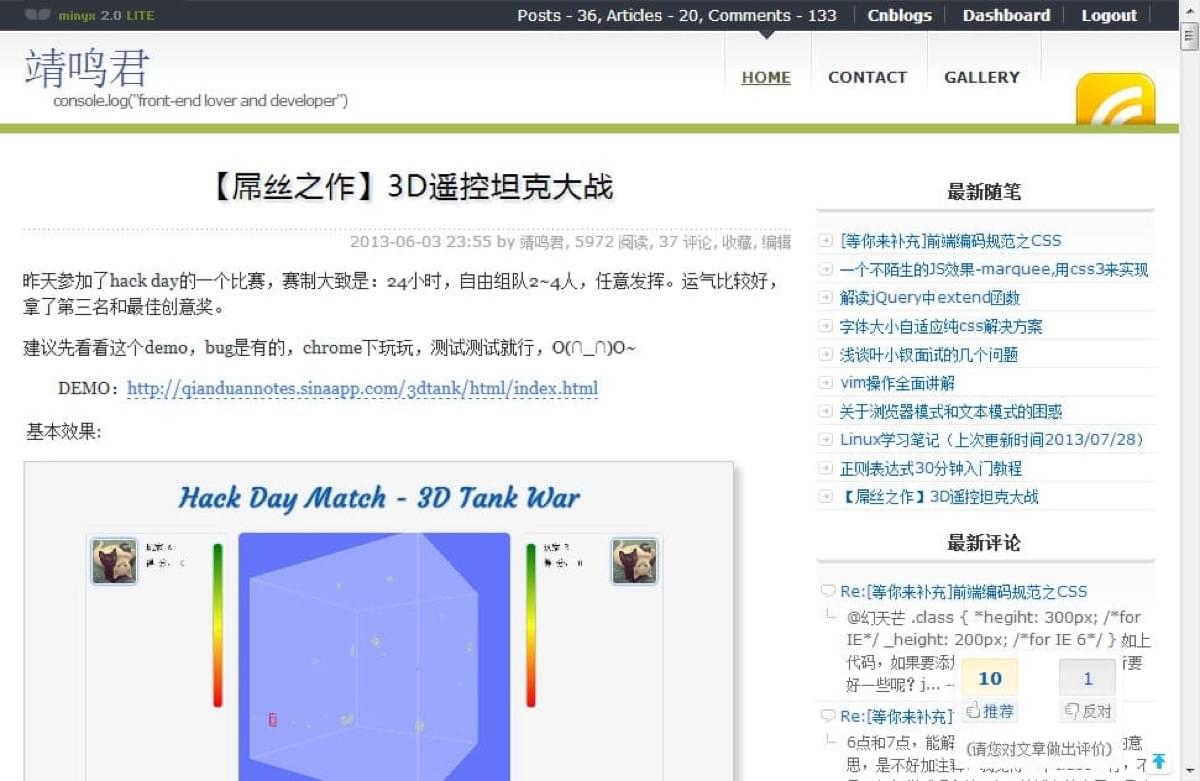 minyx 2.0 LITE
Posts - 36, Articles - 20, Comments - 133
Cnblogs
Dashboard
Logout
靖鸣君
console.log("front-end lover and developer")
HOME
CONTACT
GALLERY
【屌丝之作】3D遥控坦克大战
2013-06-03 23:55 by 靖鸣君, 5972 阅读, 37 评论, 收藏, 编辑
昨天参加了hack day的一个比赛，赛制大致是：24小时，自由组队2~4人，任意发挥。运气比较好，
拿了第三名和最佳创意奖。
建议先看看这个demo，bug是有的，chrome下玩玩，测试测试就行，O(∩_∩)O~
DEMO：http://qianduannotes.sinaapp.com/3dtank/html/index.html
基本效果:
Hack Day Match - 3D Tank War
最新随笔
[等你来补充]前端编码规范之CSS
一个不陌生的JS效果-marquee,用css3来实现
解读jQuery中extend函数
字体大小自适应纯css解决方案
浅谈叶小钗面试的几个问题
vim操作全面讲解
关于浏览器模式和文本模式的困惑
Linux学习笔记（上次更新时间2013/07/28）
正则表达式30分钟入门教程
【屌丝之作】3D遥控坦克大战
最新评论
Re:[等你来补充]前端编码规范之CSS
@幻天芒 .class { *hegiht: 300px; /*for
IE*/ _height: 200px; /*for IE 6*/ } 如上
代码，如果要添 要
好一些呢？j... --
Re:[等你来补充]
6点和7点，能解 意
思，是不好加注
10
推荐
1
反对
(请您对文章做出评价)